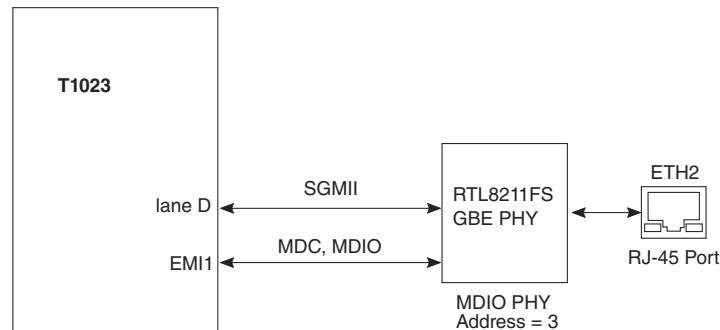 T1023
lane D
SGMII
EMI1
MDC, MDIO
RTL8211FS
GBE PHY
MDIO PHY
Address = 3
ETH2
RJ-45 Port